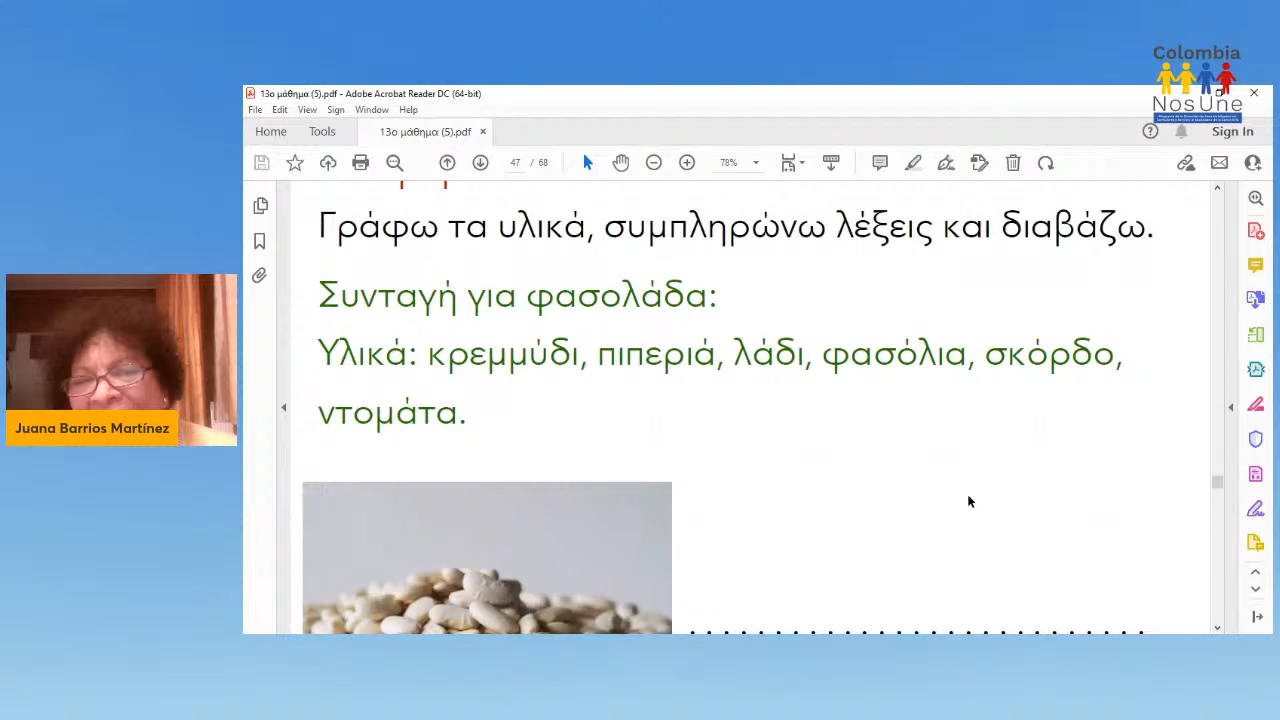 Colombia
NosUne
13ο μάθημα (5).pdf - Adobe Acrobat Reader DC (64-bit)
File Edit View Sign Window Help
Home Tools 13ο μάθημα (5).pdf Sign In
47 / 68 78%
Γράφω τα υλικά, συμπληρώνω λέξεις και διαβάζω.
Συνταγή για φασολάδα:
Υλικά: κρεμμύδι, πιπεριά, λάδι, φασόλια, σκόρδο,
ντομάτα.
Juana Barrios Martínez